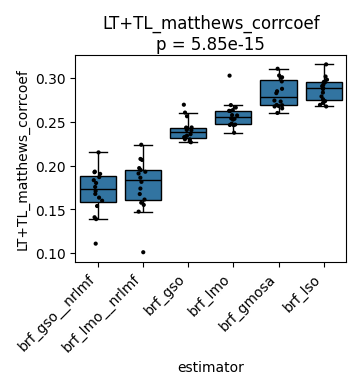 LT+TL_matthews_corrcoef
p = 5.85e-15
LT+TL_matthews_corrcoef
0.30
0.25
0.20
0.15
0.10
brf_gso__nrlmf
brf_lmo__nrlmf
brf_gso
brf_lmo
brf_gmosa
brf_lso
estimator